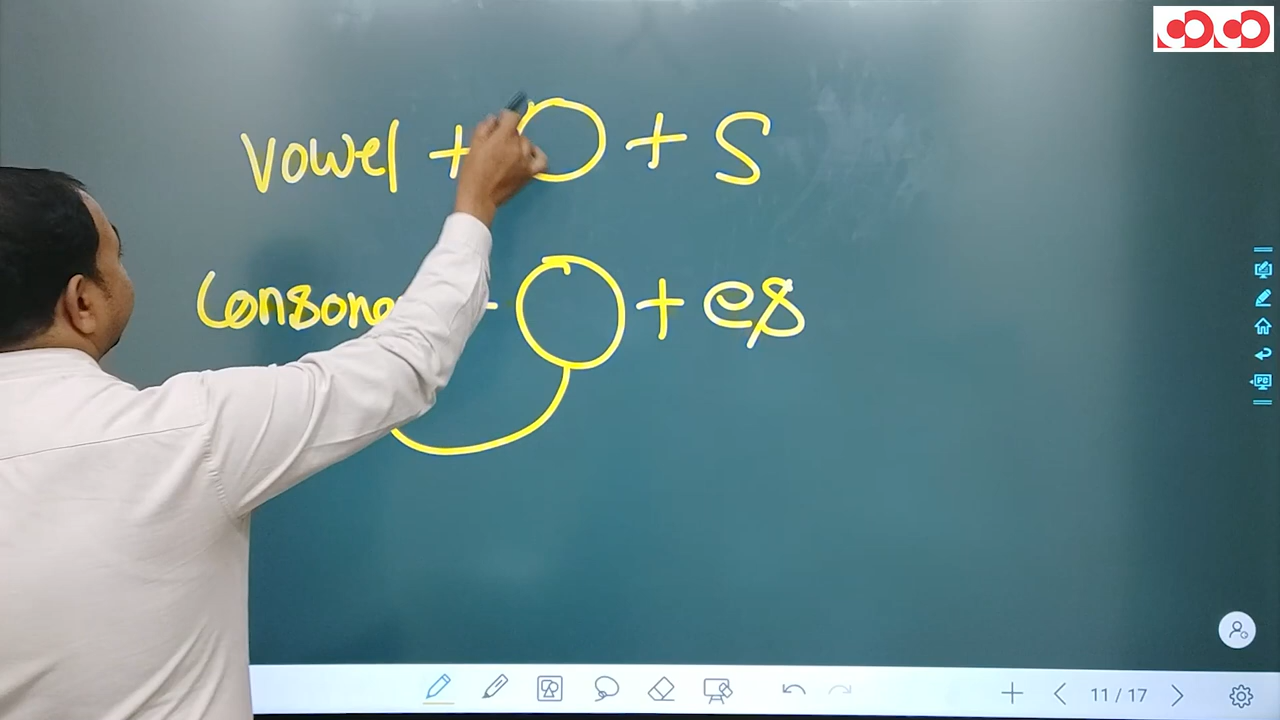 vowel + O + S
Consone + O + es
11 / 17